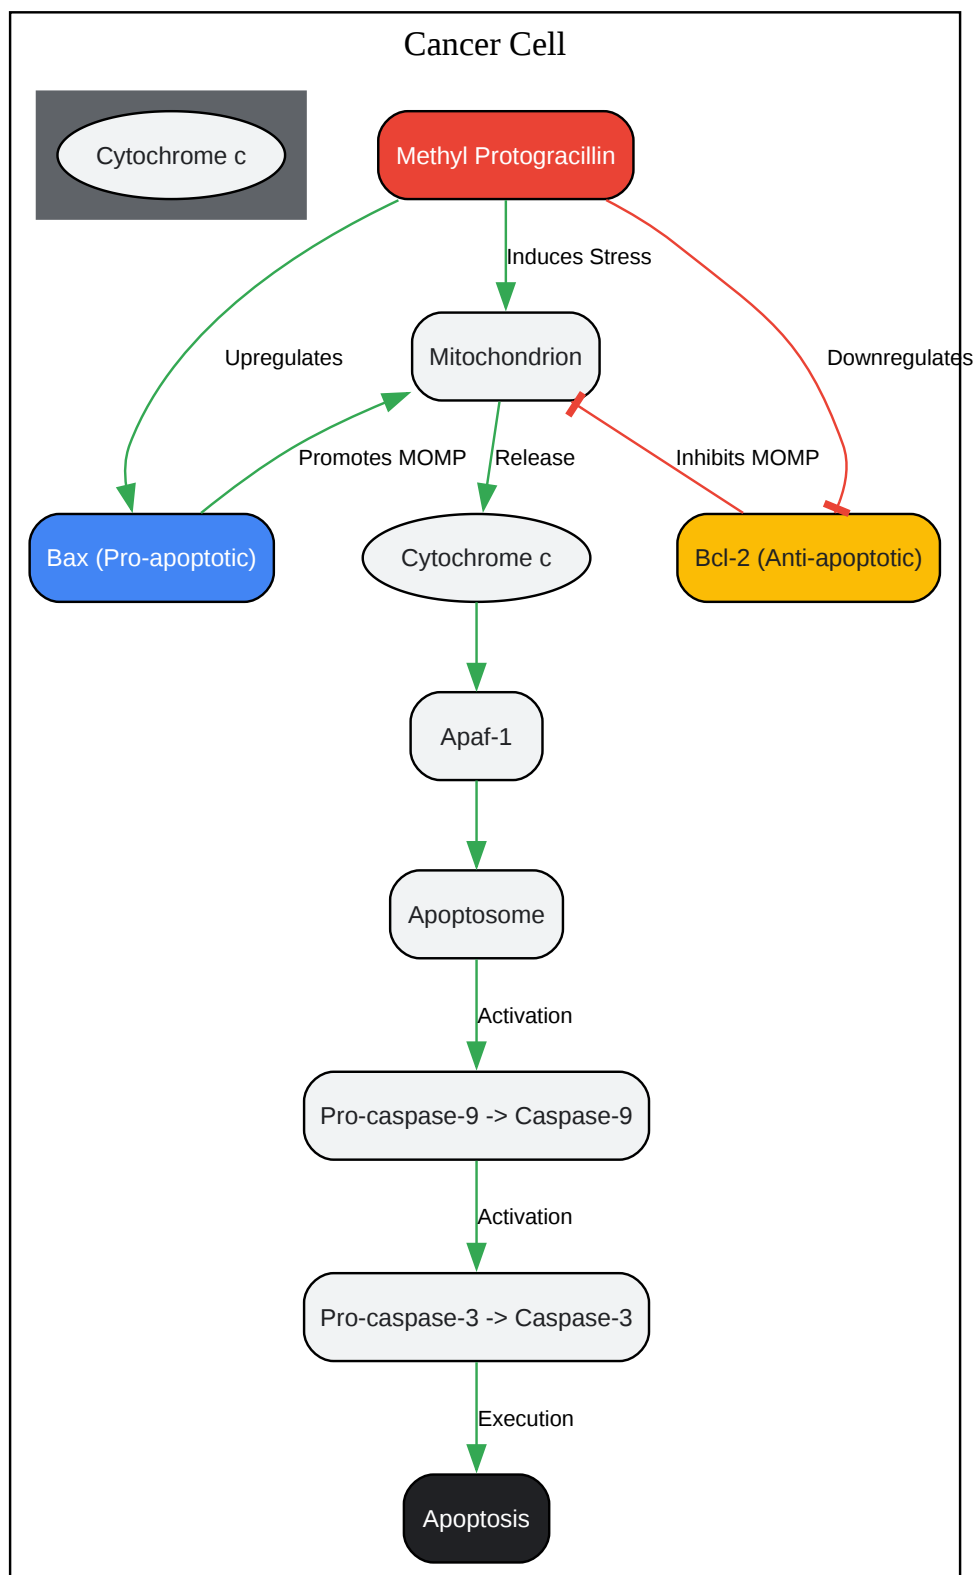 Cancer Cell
Cytochrome c
Methyl Protogracillin
Induces Stress
Upregulates
Mitochondrion
Downregulates
Promotes MOMP
Release
Inhibits MOMP
Bax (Pro-apoptotic)
Cytochrome c
Bcl-2 (Anti-apoptotic)
Apaf-1
Apoptosome
Activation
Pro-caspase-9 -> Caspase-9
Activation
Pro-caspase-3 -> Caspase-3
Execution
Apoptosis